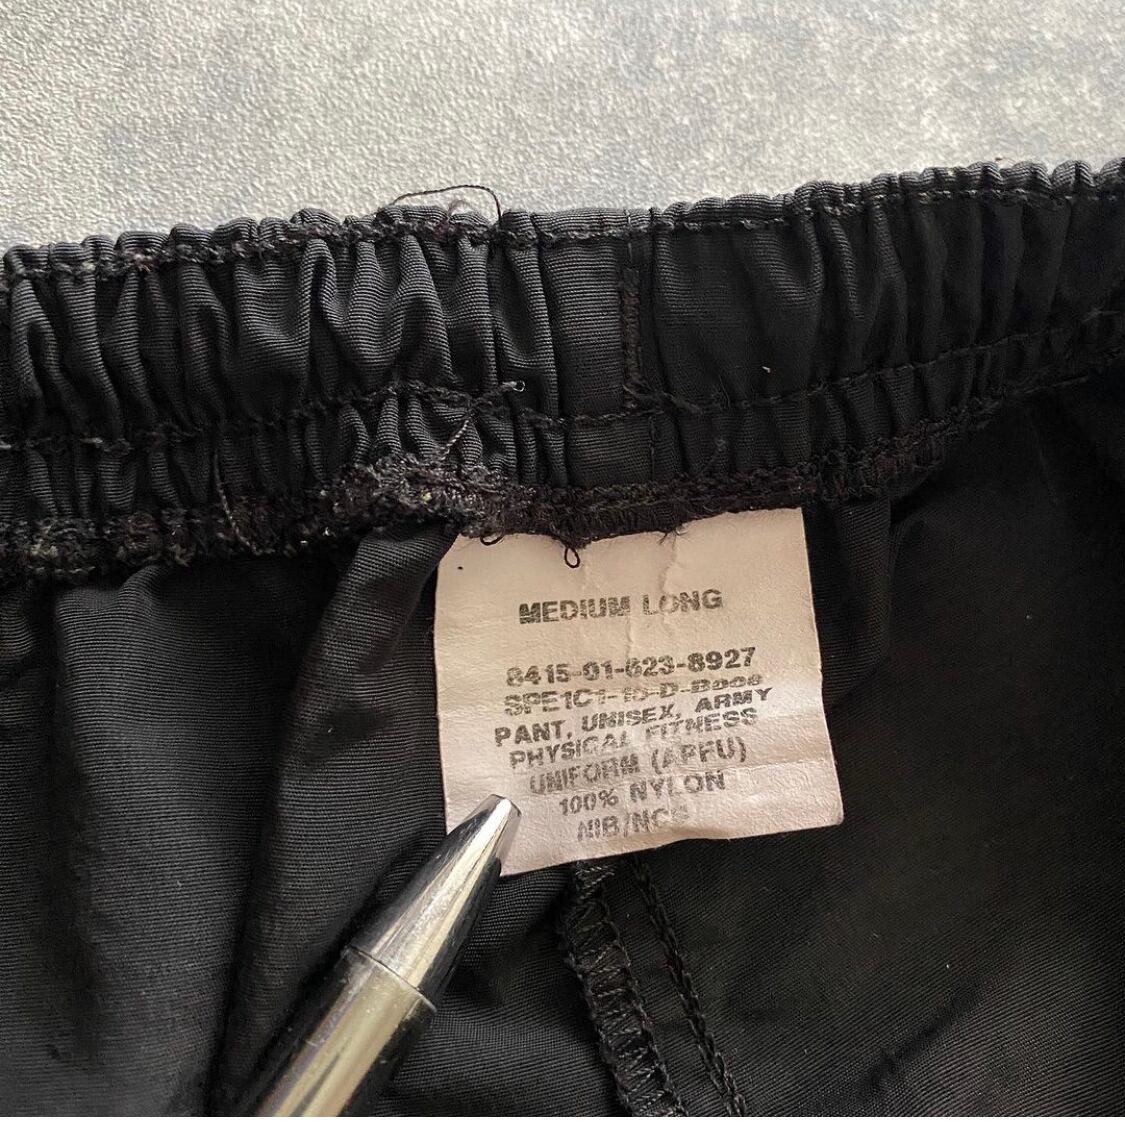 MEDIUM LONG
8415-01-623-8927
PANT, UNISEX, ARMY
PHYSICAL FITNESS
UNIFORM (APFU)
100% NYLON